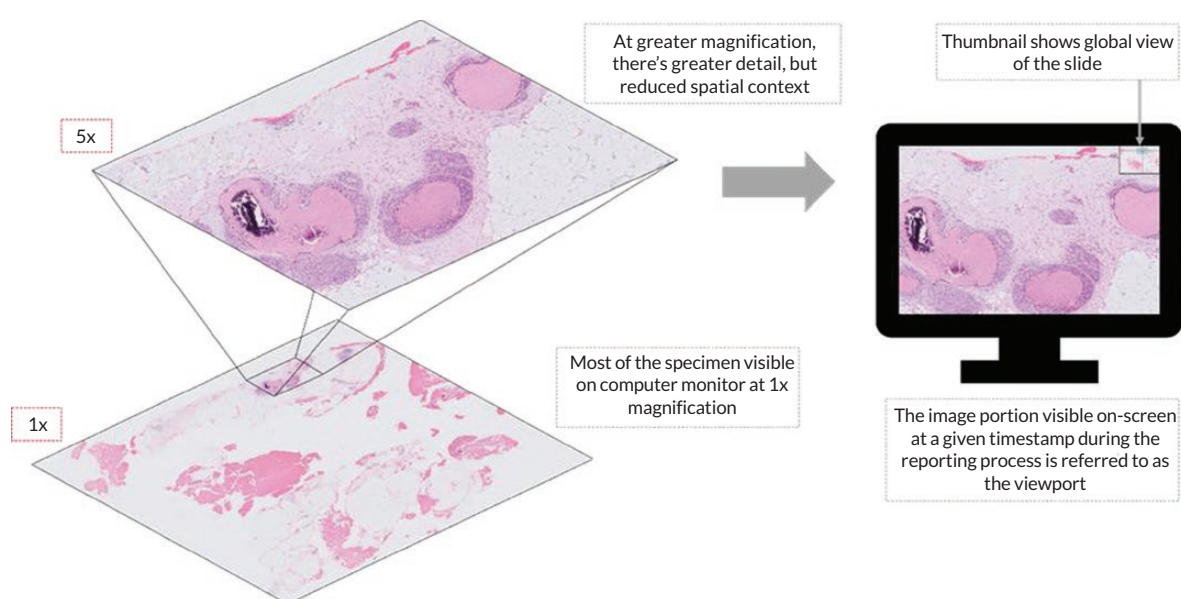 At greater magnification,
there's greater detail, but
reduced spatial context
Thumbnail shows global view
of the slide
5x
Most of the specimen visible
on computer monitor at 1x
magnification
1x
The image portion visible on-screen
at a given timestamp during the
reporting process is referred to as
the viewport